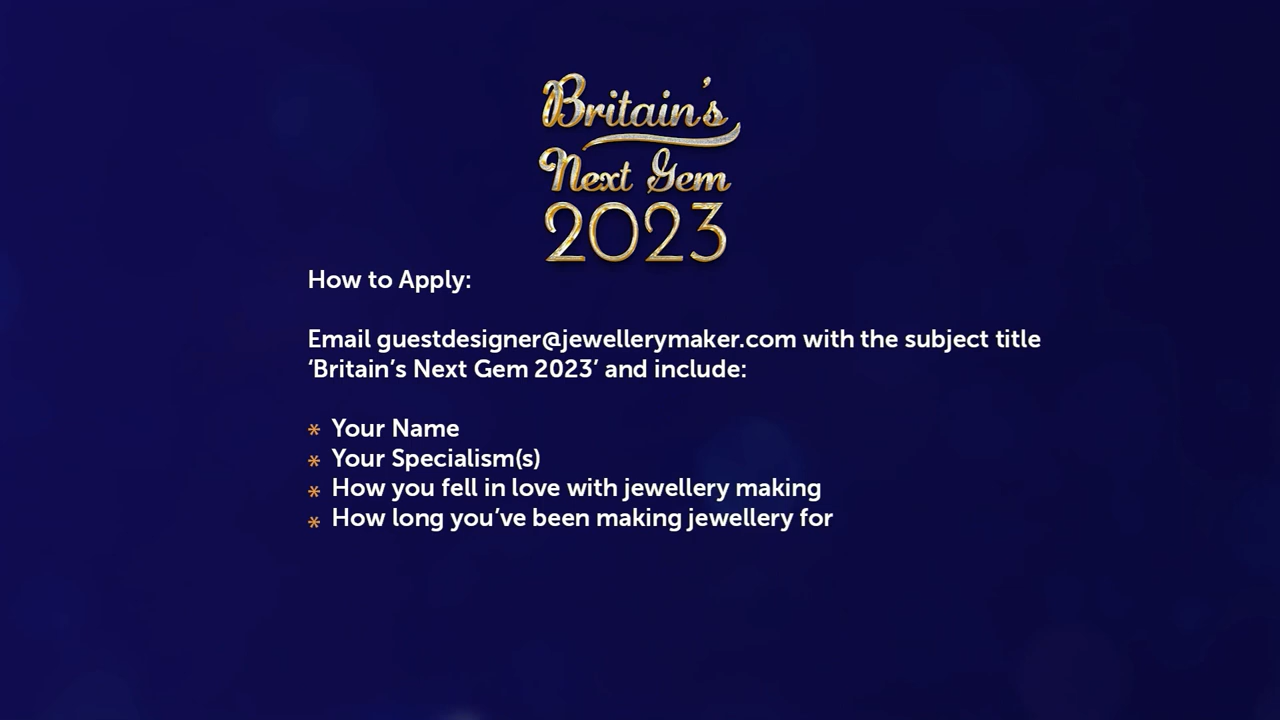 Britain's
Next Gem
2023
How to Apply:
Email guestdesigner@jewellerymaker.com with the subject title
‘Britain’s Next Gem 2023’ and include:
* Your Name
* Your Specialism(s)
* How you fell in love with jewellery making
* How long you’ve been making jewellery for